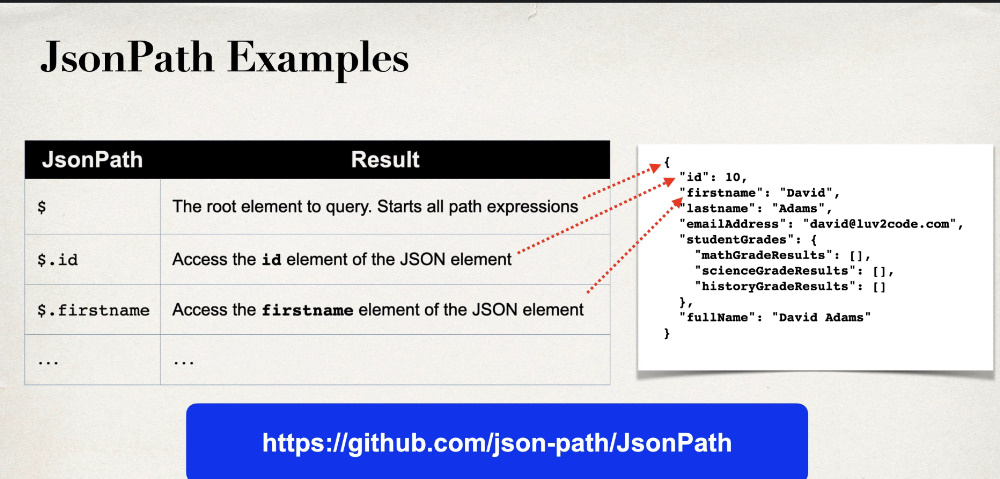 JsonPath Examples
JsonPath Result
$ The root element to query. Starts all path expressions
$.id Access the id element of the JSON element
$.firstname Access the firstname element of the JSON element
... ...
{
"id": 10,
"firstname": "David",
"lastname": "Adams",
"emailAddress": "david@luv2code.com",
"studentGrades": {
"mathGradeResults": [],
"scienceGradeResults": [],
"historyGradeResults": []
},
"fullName": "David Adams"
}
https://github.com/json-path/JsonPath